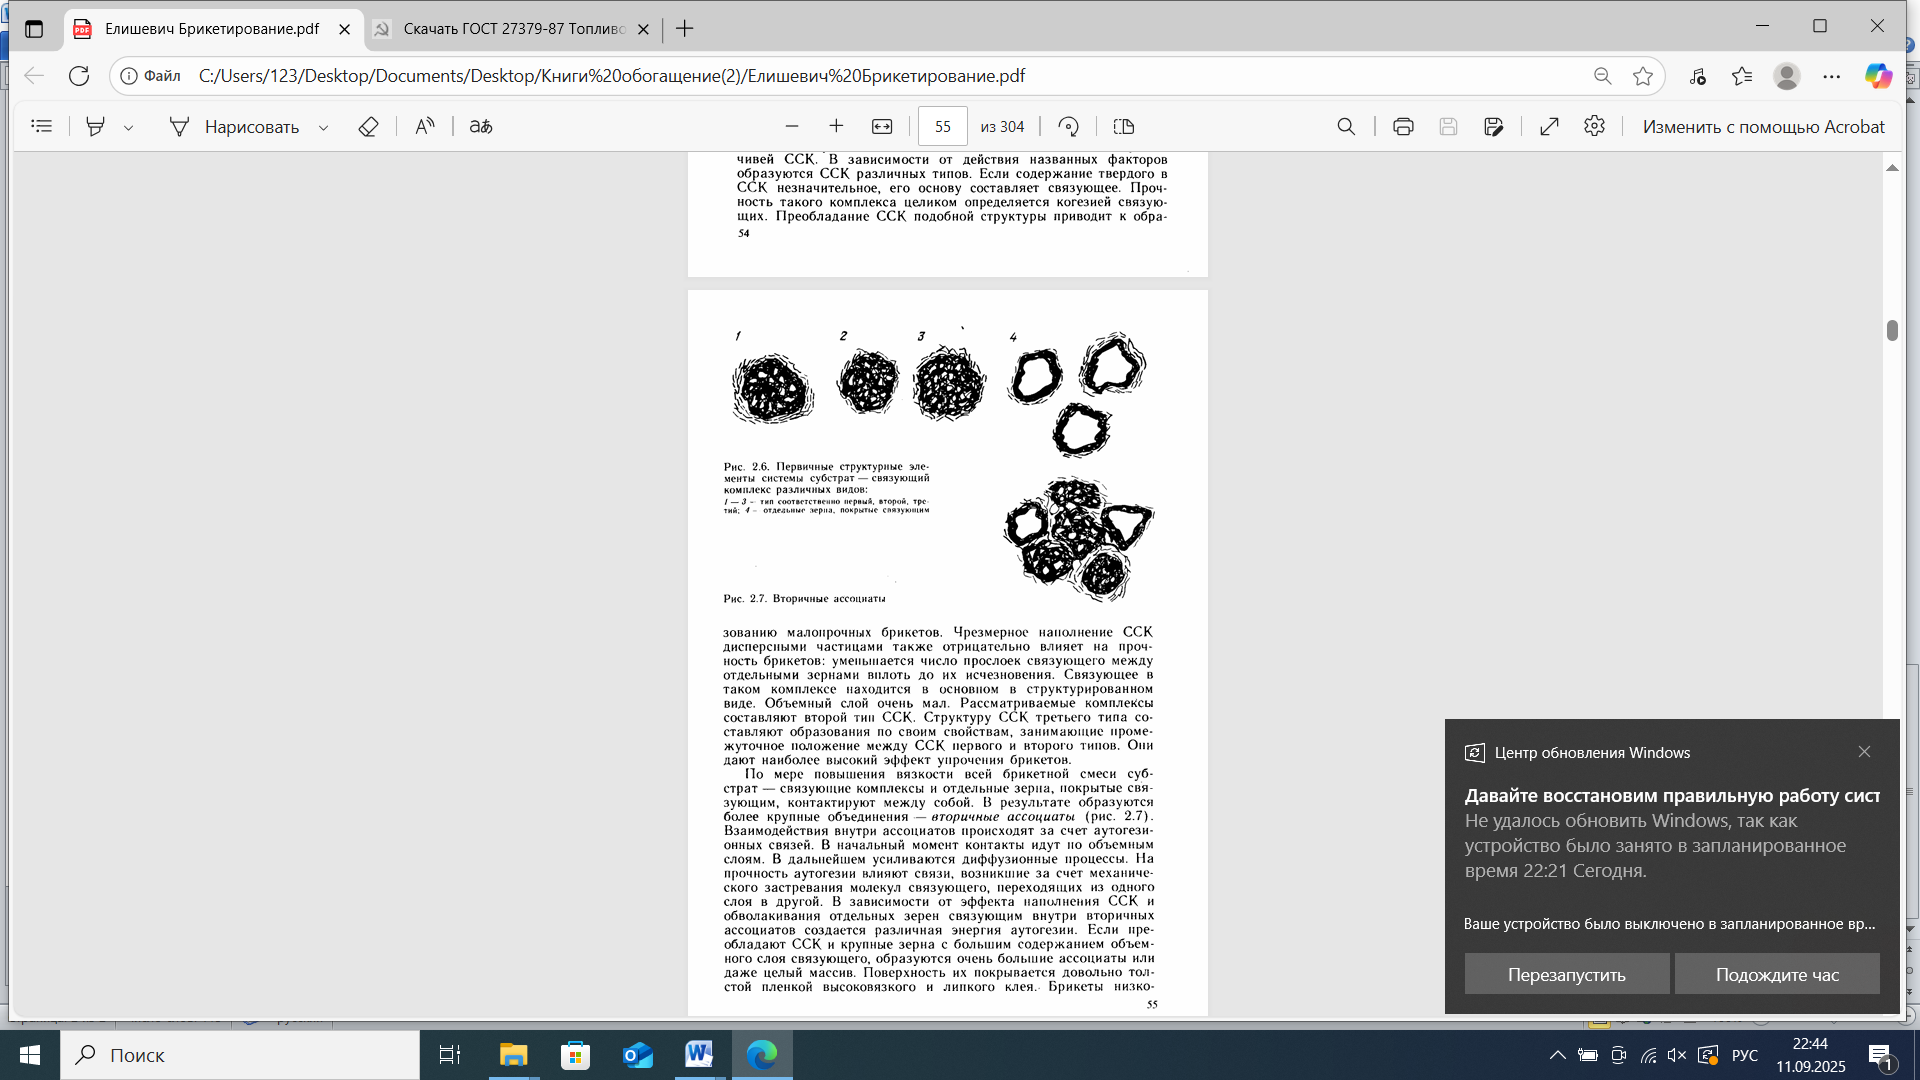 Елишевич Брикетирование.pdf
Скачать ГОСТ 27379-87 Топливо
Файл
C:/Users/123/Desktop/Documents/Desktop/Книги%20обогащение(2)/Елишевич%20Брикетирование.pdf
Нарисовать
аあ
55
из 304
Изменить с помощью Acrobat
чивей ССК. В зависимости от действия названных факторов
образуются ССК различных типов. Если содержание твердого в
ССК незначительное, его основу составляет связующее. Проч-
ность такого комплекса целиком определяется когезией связую-
щих. Преобладание ССК подобной структуры приводит к обра-
54
1
2
3
4
Рис. 2.6. Первичные структурные эле-
менты системы субстрат — связующий
комплекс различных видов:
1 — 3 – тип соответственно первый, второй, тре-
тий; 4 – отдельные зерна, покрытые связующим
Рис. 2.7. Вторичные ассоциаты
зованию малопрочных брикетов. Чрезмерное наполнение ССК
дисперсными частицами также отрицательно влияет на проч-
ность брикетов: уменьшается число прослоек связующего между
отдельными зернами вплоть до их исчезновения. Связующее в
таком комплексе находится в основном в структурированном
виде. Объемный слой очень мал. Рассматриваемые комплексы
составляют второй тип ССК. Структуру ССК третьего типа со-
ставляют образования по своим свойствам, занимающие проме-
жуточное положение между ССК первого и второго типов. Они
дают наиболее высокий эффект упрочения брикетов.
По мере повышения вязкости всей брикетной смеси суб-
страт — связующие комплексы и отдельные зерна, покрытые свя-
зующим, контактируют между собой. В результате образуются
более крупные объединения — вторичные ассоциаты (рис. 2.7).
Взаимодействия внутри ассоциатов происходят за счет аутогези-
онных связей. В начальный момент контакты идут по объемным
слоям. В дальнейшем усиливаются диффузионные процессы. На
прочность аутогезии влияют связи, возникшие за счет механиче-
ского застревания молекул связующего, переходящих из одного
слоя в другой. В зависимости от эффекта наполнения ССК и
обволакивания отдельных зерен связующим внутри вторичных
ассоциатов создается различная энергия аутогезии. Если пре-
обладают ССК и крупные зерна с большим содержанием объем-
ного слоя связующего, образуются очень большие ассоциаты или
даже целый массив. Поверхность их покрывается довольно тол-
стой пленкой высоковязкого и липкого клея. Брикеты низко-
55
Центр обновления Windows
Давайте восстановим правильную работу сист
Не удалось обновить Windows, так как
устройство было занято в запланированное
время 22:21 Сегодня.
Ваше устройство было выключено в запланированное вр...
Перезапустить
Подождите час
Поиск
РУС
22:44
11.09.2025
1